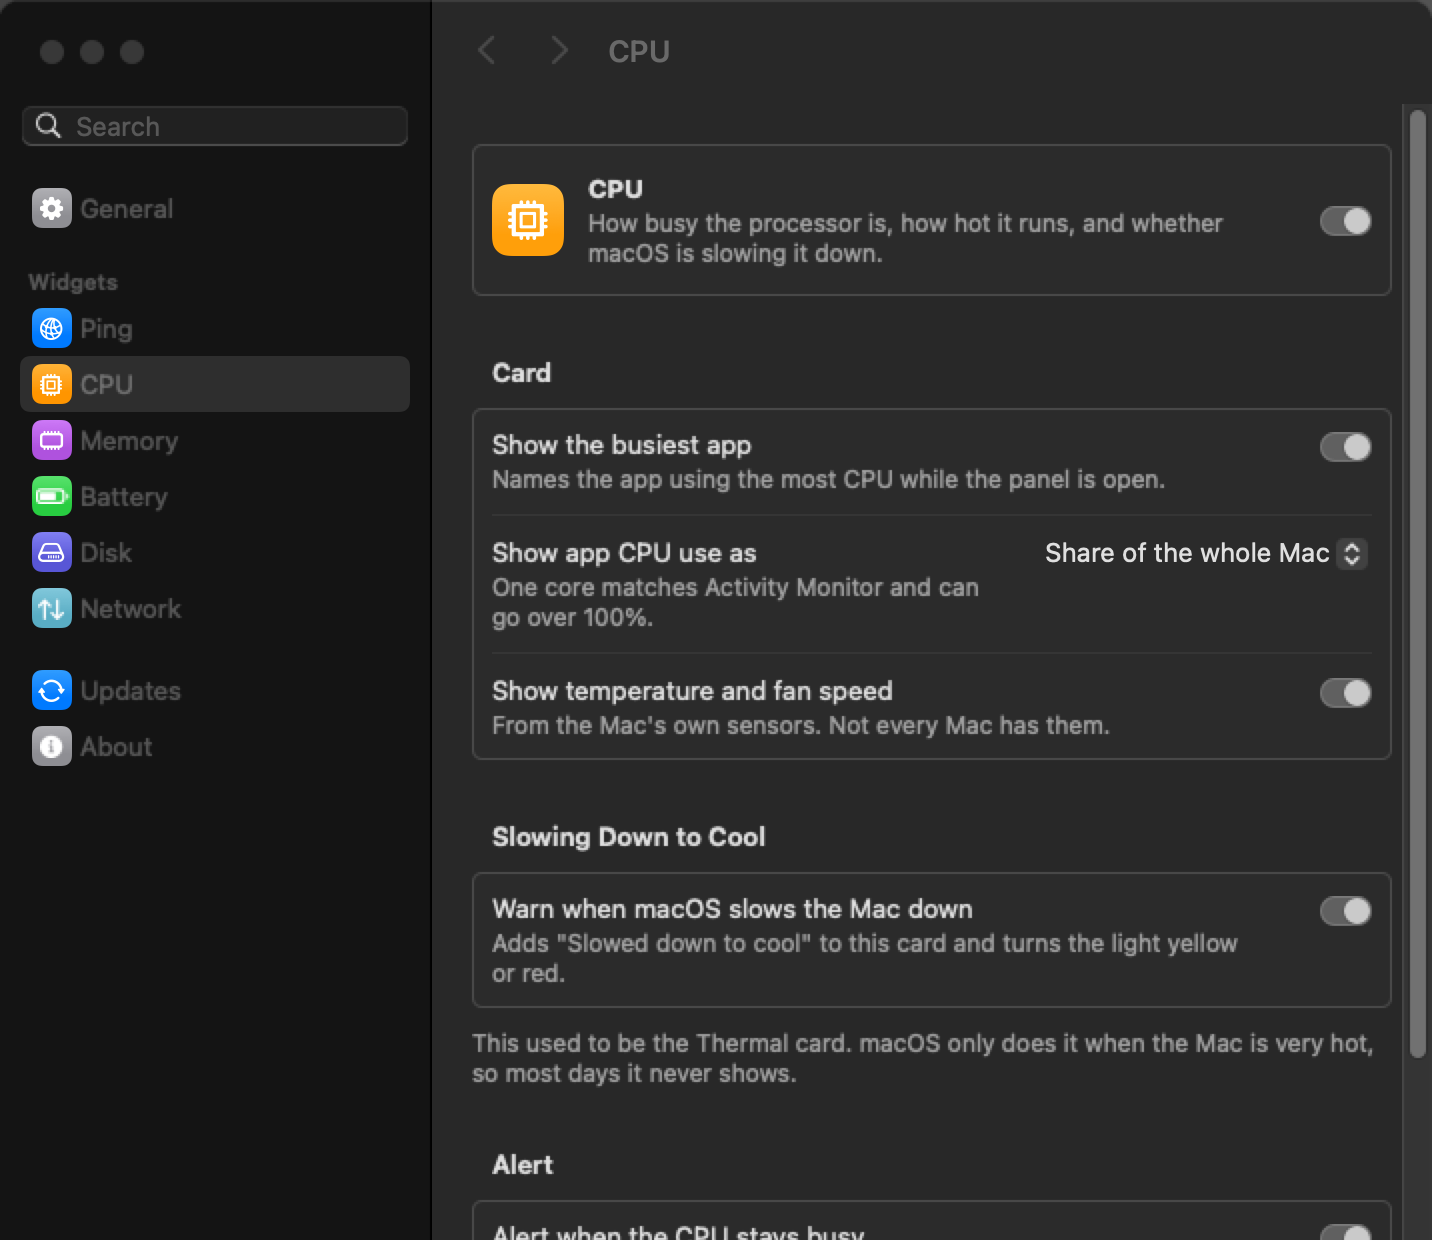 CPU
Search
General
Widgets
Ping
CPU
Memory
Battery
Disk
Network
Updates
About
CPU
How busy the processor is, how hot it runs, and whether
macOS is slowing it down.
Card
Show the busiest app
Names the app using the most CPU while the panel is open.
Show app CPU use as
Share of the whole Mac
One core matches Activity Monitor and can
go over 100%.
Show temperature and fan speed
From the Mac's own sensors. Not every Mac has them.
Slowing Down to Cool
Warn when macOS slows the Mac down
Adds "Slowed down to cool" to this card and turns the light yellow
or red.
This used to be the Thermal card. macOS only does it when the Mac is very hot,
so most days it never shows.
Alert
Alert when the CPU stays busy